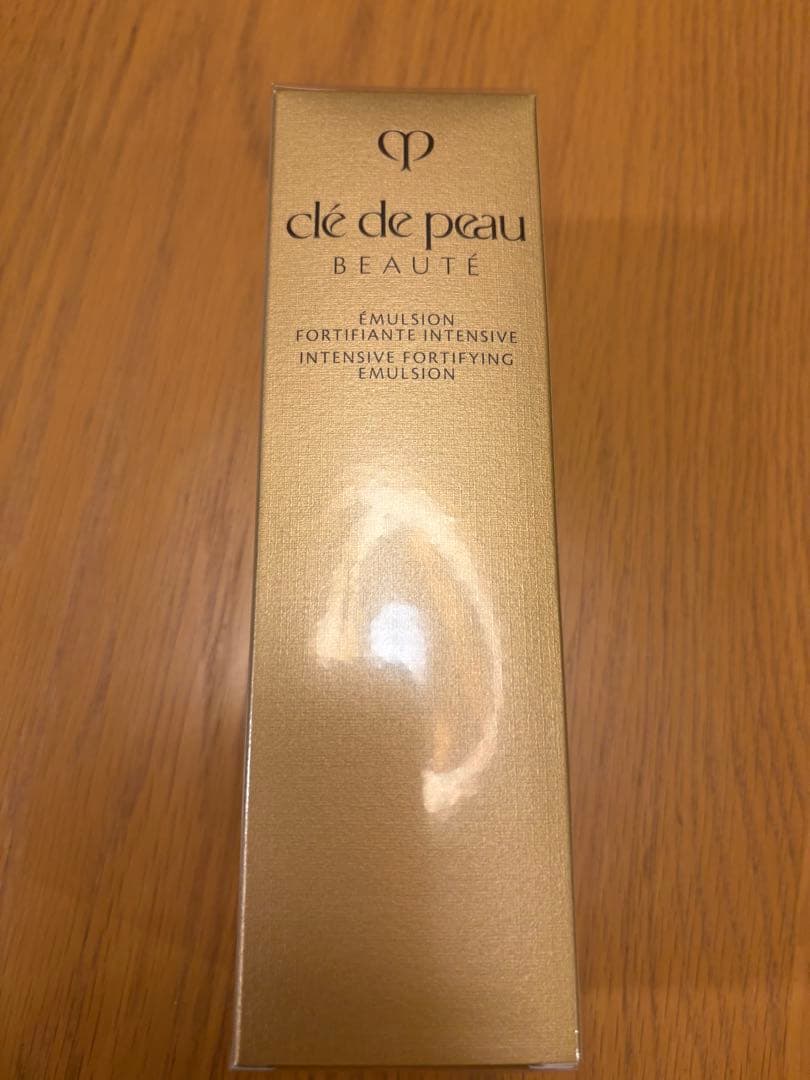 clé de peau
BEAUTÉ
ÉMULSION
FORTIFIANTE INTENSIVE
INTENSIVE FORTIFYING
EMULSION